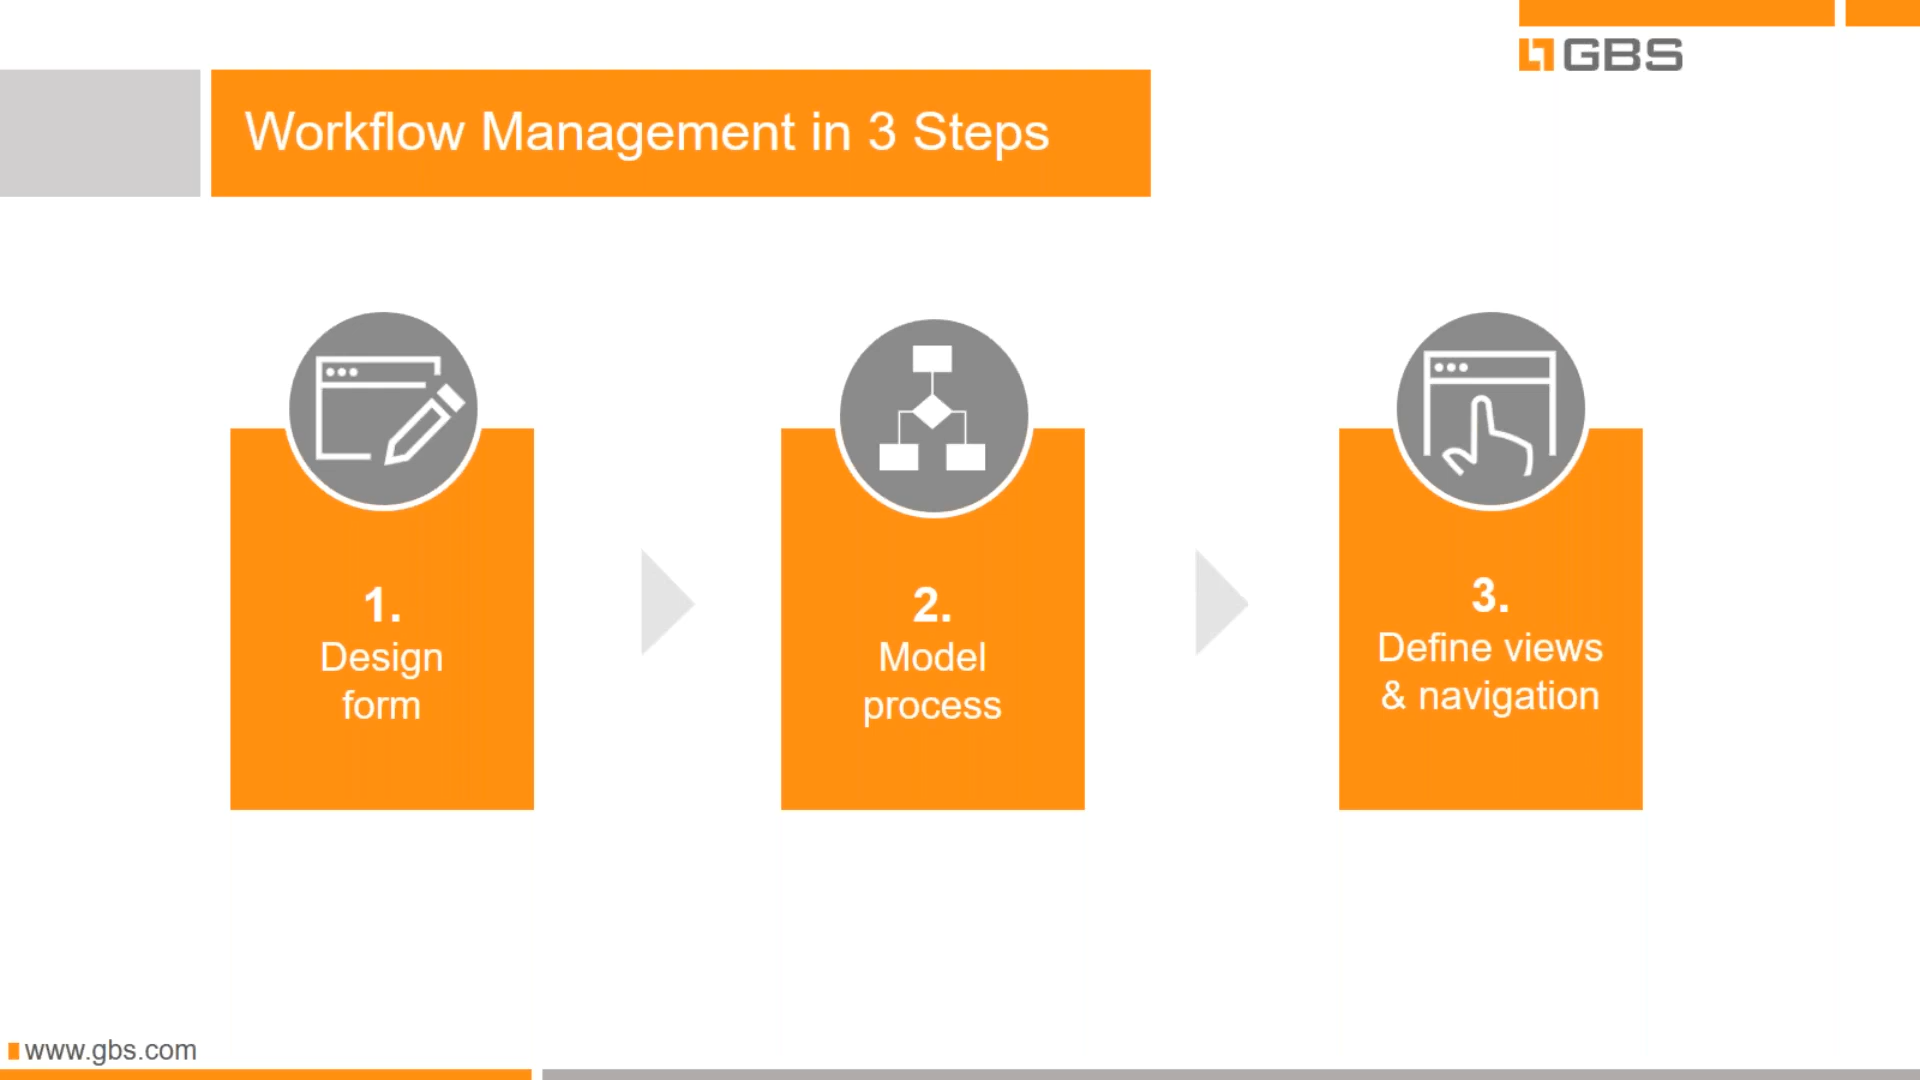 GBS
Workflow Management in 3 Steps
1.
Design
form
2.
Model
process
3.
Define views
& navigation
www.gbs.com